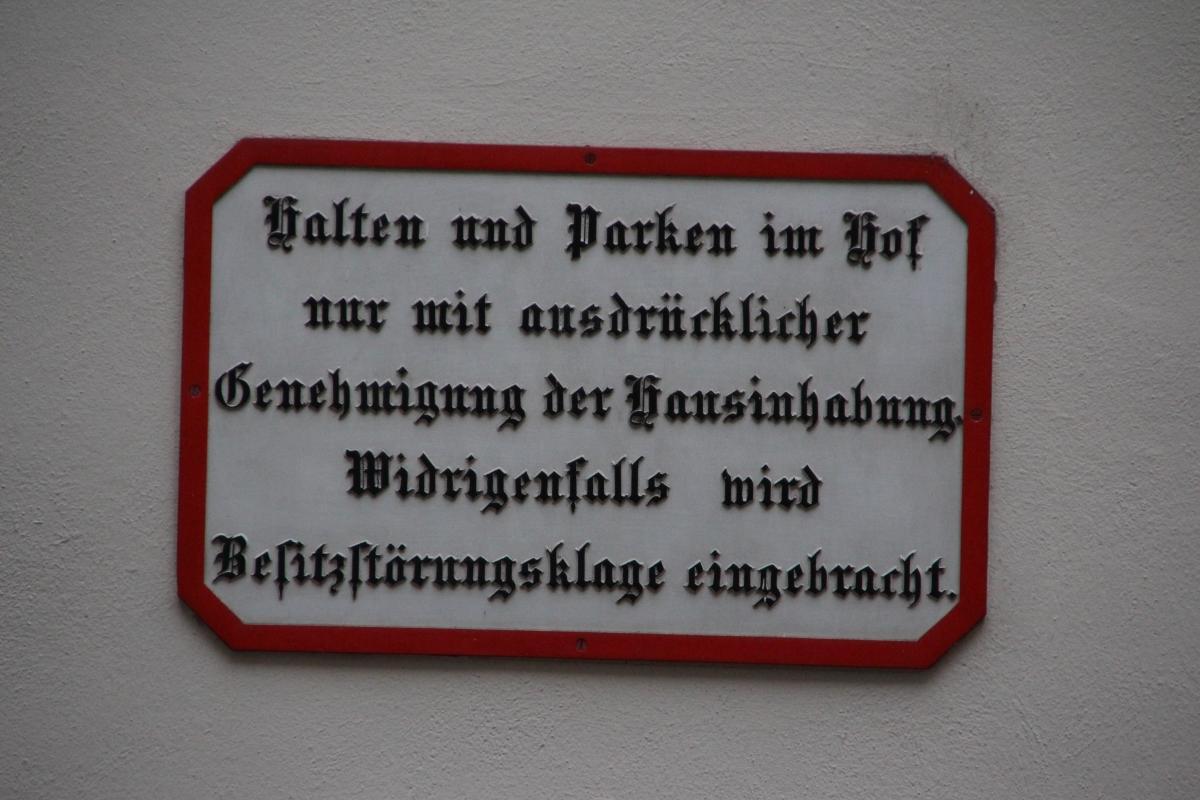 Halten und Parken im Hof
nur mit ausdrücklicher
Genehmigung der Hausinhabung.
Widrigenfalls wird
Beſitzſtörungsklage eingebracht.